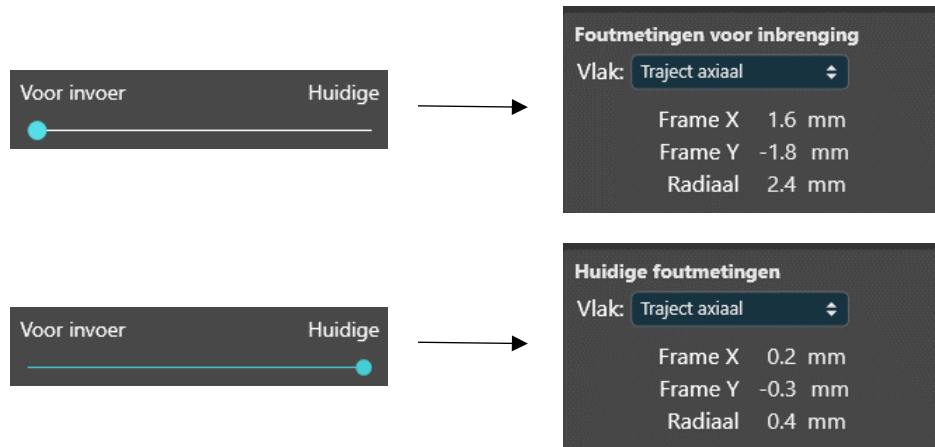 Voor invoer Huidige
Foutmetingen voor inbrenging
Vlak: Traject axiaal
Frame X 1.6 mm
Frame Y -1.8 mm
Radiaal 2.4 mm
Voor invoer Huidige
Huidige foutmetingen
Vlak: Traject axiaal
Frame X 0.2 mm
Frame Y -0.3 mm
Radiaal 0.4 mm